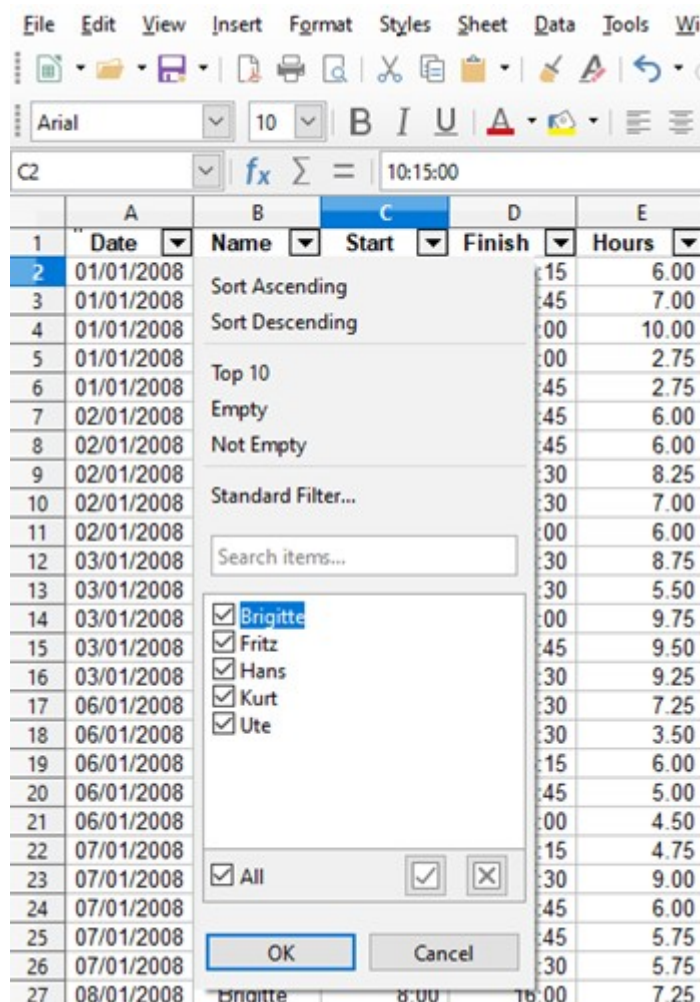 File Edit View Insert Format Styles Sheet Data Tools Wi
Arial 10 B I U A
C2 fx Σ = 10:15:00
A B C D E
1 Date Name Start Finish Hours
2 01/01/2008 :15 6.00
Sort Ascending
3 01/01/2008 :45 7.00
Sort Descending
4 01/01/2008 :00 10.00
5 01/01/2008 :00 2.75
Top 10
6 01/01/2008 :45 2.75
Empty
7 02/01/2008 :45 6.00
Not Empty
8 02/01/2008 :45 6.00
9 02/01/2008 :30 8.25
Standard Filter...
10 02/01/2008 :30 7.00
11 02/01/2008 :00 6.00
Search items...
12 03/01/2008 :30 8.75
13 03/01/2008 :30 5.50
Brigitte
14 03/01/2008 :00 9.75
Fritz
15 03/01/2008 :45 9.50
Hans
16 03/01/2008 :30 9.25
Kurt
17 06/01/2008 :30 7.25
Ute
18 06/01/2008 :30 3.50
19 06/01/2008 :15 6.00
20 06/01/2008 :45 5.00
21 06/01/2008 :00 4.50
22 07/01/2008 :15 4.75
All
23 07/01/2008 :30 9.00
24 07/01/2008 :45 6.00
25 07/01/2008 :45 5.75
OK Cancel
26 07/01/2008 :30 5.75
27 08/01/2008 Brigitte 8:00 16:00 7.25